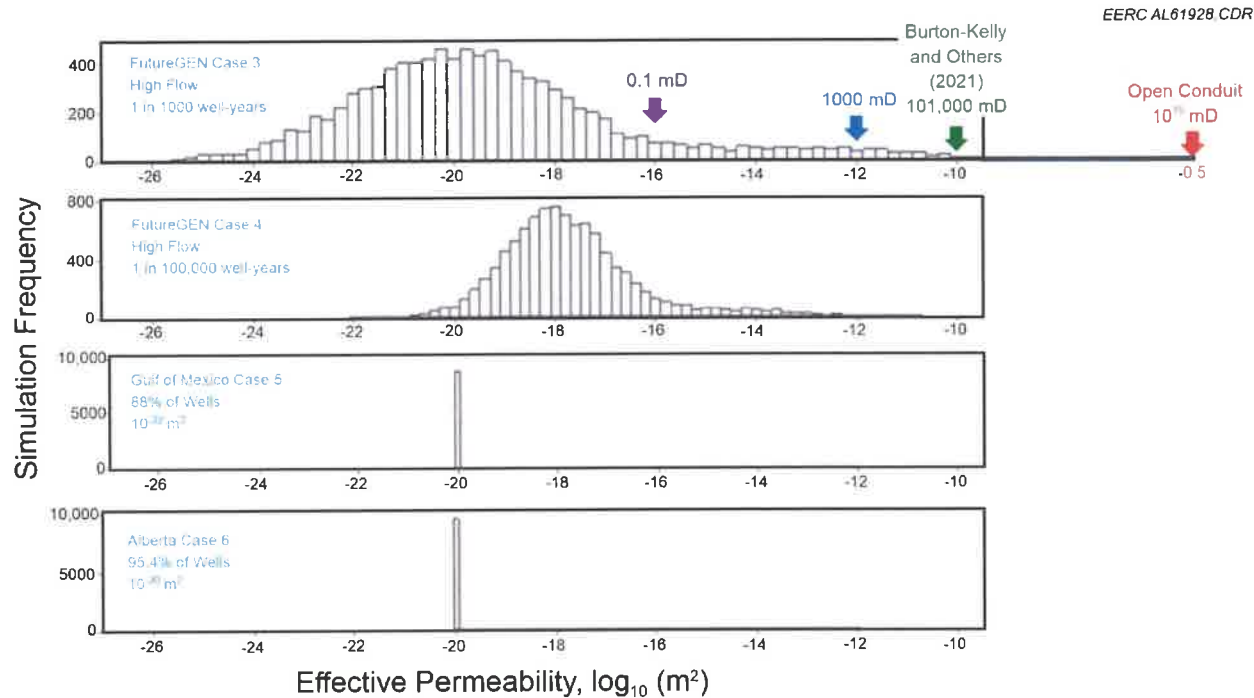 EERC AL61928.CDR
Burton-Kelly
and Others
(2021)
101,000 mD
0.1 mD
1000 mD
Open Conduit
mD
FutureGEN Case 3
High Flow
1 in 1000 well-years
400
200
0
-26 -24 -22 -20 -18 -16 -14 -12 -10 -0.5
800
400
0
FutureGEN Case 4
High Flow
1 in 100,000 well-years
-26 -24 -22 -20 -18 -16 -14 -12 -10
10,000
5000
0
Gulf of Mexico Case 5
88% of Wells
m²
-26 -24 -22 -20 -18 -16 -14 -12 -10
10,000
5000
0
Alberta Case 6
95.4% of Wells
m²
-26 -24 -22 -20 -18 -16 -14 -12 -10
Simulation Frequency
Effective Permeability, log₁₀ (m²)